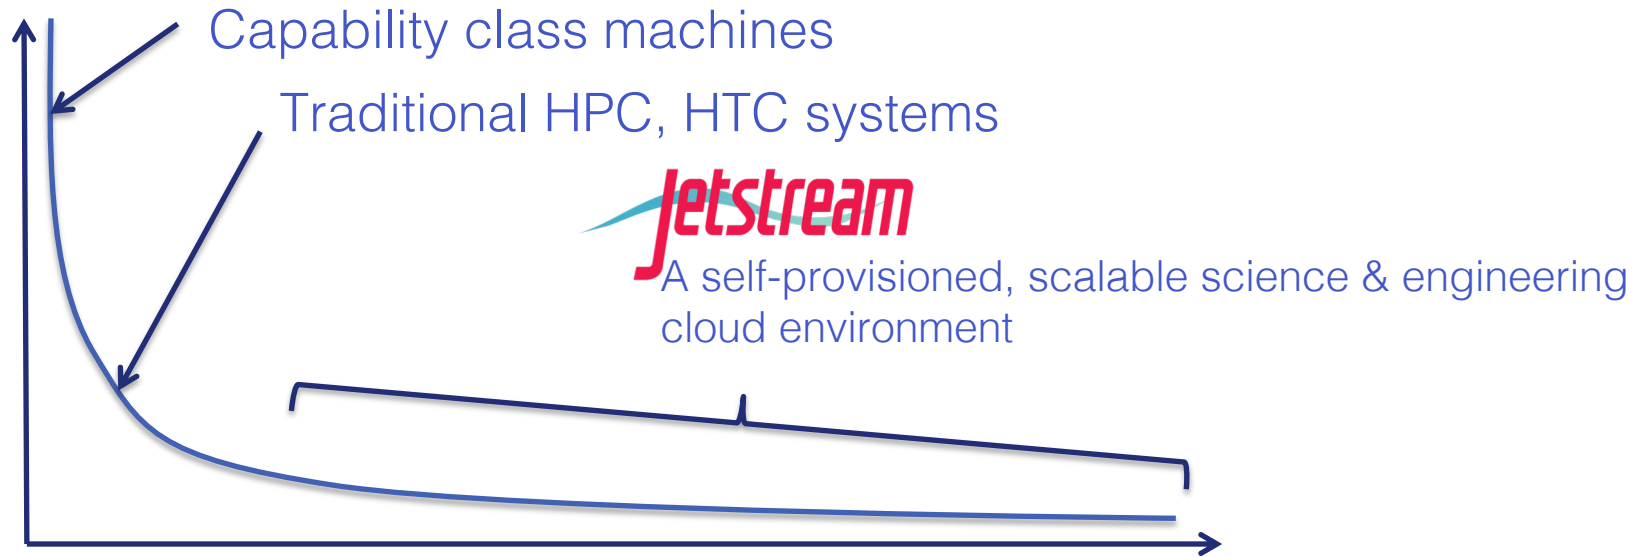 Capability class machines
Traditional HPC, HTC systems
Jetstream
A self-provisioned, scalable science & engineering
cloud environment